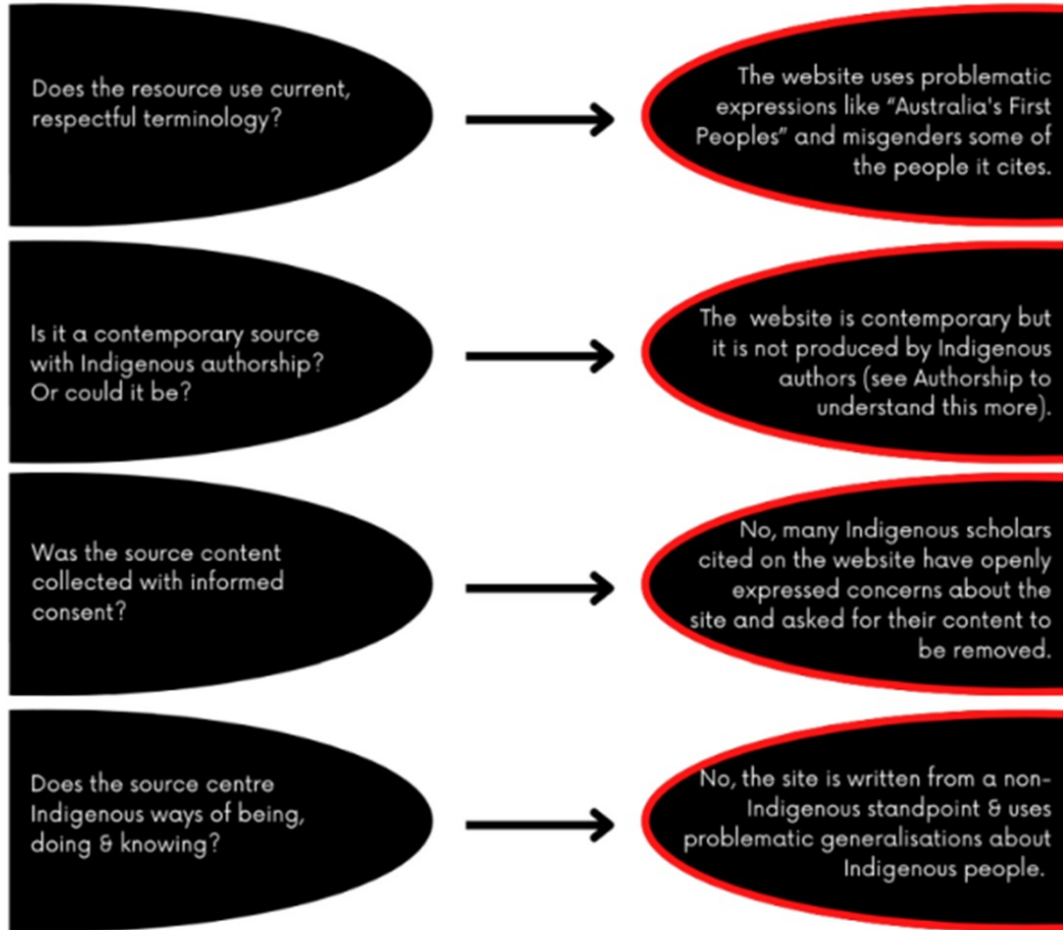 Does the resource use current,
respectful terminology?
The website uses problematic
expressions like “Australia's First
Peoples” and misgenders some of
the people it cites.
Is it a contemporary source
with Indigenous authorship?
Or could it be?
The website is contemporary but
it is not produced by Indigenous
authors (see Authorship to
understand this more).
Was the source content
collected with informed
consent?
No, many Indigenous scholars
cited on the website have openly
expressed concerns about the
site and asked for their content to
be removed.
Does the source centre
Indigenous ways of being,
doing & knowing?
No, the site is written from a non-
Indigenous standpoint & uses
problematic generalisations about
Indigenous people.